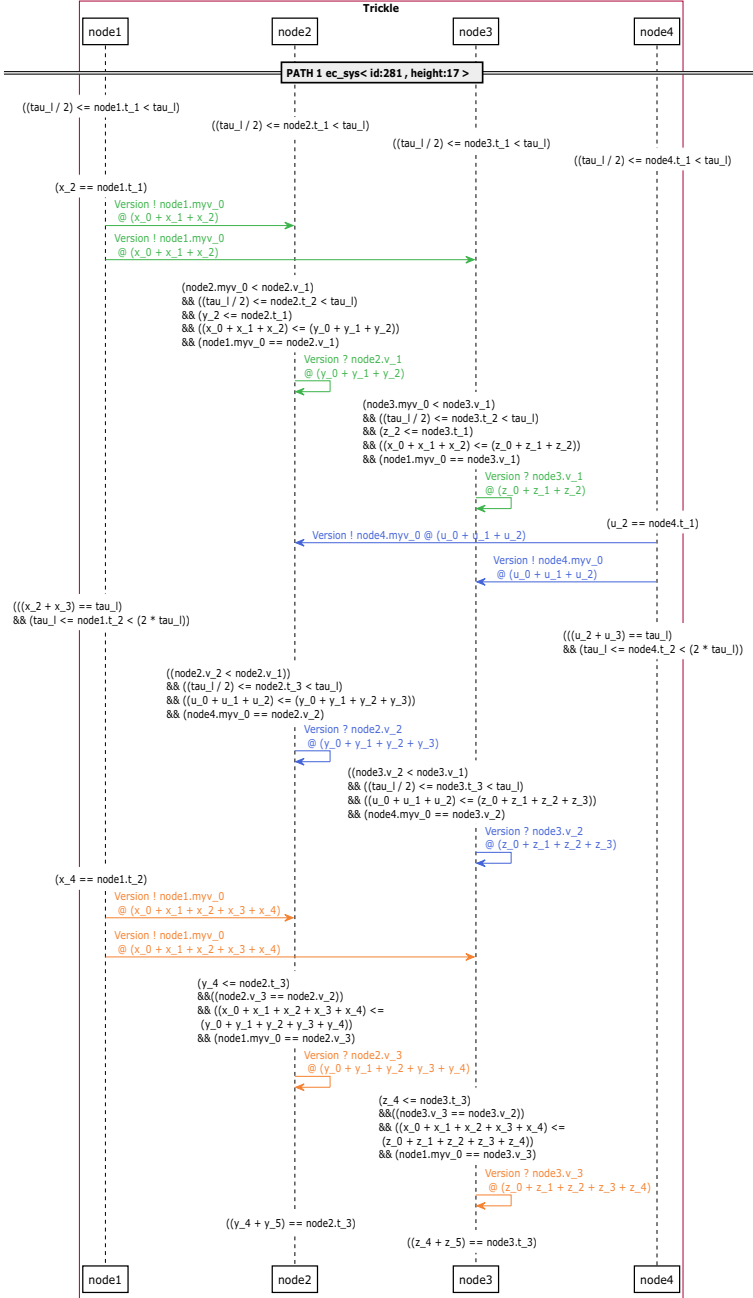 Trickle
node1
node2
node3
node4
PATH 1 ec_sys< id:281 , height:17 >
((tau_l / 2) <= node1.t_1 < tau_l)
((tau_l / 2) <= node2.t_1 < tau_l)
((tau_l / 2) <= node3.t_1 < tau_l)
((tau_l / 2) <= node4.t_1 < tau_l)
(x_2 == node1.t_1)
Version ! node1.myv_0
@ (x_0 + x_1 + x_2)
Version ! node1.myv_0
@ (x_0 + x_1 + x_2)
(node2.myv_0 < node2.v_1)
&& ((tau_l / 2) <= node2.t_2 < tau_l)
&& (y_2 <= node2.t_1)
&& ((x_0 + x_1 + x_2) <= (y_0 + y_1 + y_2))
&& (node1.myv_0 == node2.v_1)
Version ? node2.v_1
@ (y_0 + y_1 + y_2)
(node3.myv_0 < node3.v_1)
&& ((tau_l / 2) <= node3.t_2 < tau_l)
&& (z_2 <= node3.t_1)
&& ((x_0 + x_1 + x_2) <= (z_0 + z_1 + z_2))
&& (node1.myv_0 == node3.v_1)
Version ? node3.v_1
@ (z_0 + z_1 + z_2)
(u_2 == node4.t_1)
Version ! node4.myv_0 @ (u_0 + u_1 + u_2)
Version ! node4.myv_0
@ (u_0 + u_1 + u_2)
(((x_2 + x_3) == tau_l)
&& (tau_l <= node1.t_2 < (2 * tau_l))
(((u_2 + u_3) == tau_l)
&& (tau_l <= node4.t_2 < (2 * tau_l))
((node2.v_2 < node2.v_1))
&& ((tau_l / 2) <= node2.t_3 < tau_l)
&& ((u_0 + u_1 + u_2) <= (y_0 + y_1 + y_2 + y_3))
&& (node4.myv_0 == node2.v_2)
Version ? node2.v_2
@ (y_0 + y_1 + y_2 + y_3)
((node3.v_2 < node3.v_1)
&& ((tau_l / 2) <= node3.t_3 < tau_l)
&& ((u_0 + u_1 + u_2) <= (z_0 + z_1 + z_2 + z_3))
&& (node4.myv_0 == node3.v_2)
Version ? node3.v_2
@ (z_0 + z_1 + z_2 + z_3)
(x_4 == node1.t_2)
Version ! node1.myv_0
@ (x_0 + x_1 + x_2 + x_3 + x_4)
Version ! node1.myv_0
@ (x_0 + x_1 + x_2 + x_3 + x_4)
(y_4 <= node2.t_3)
&&((node2.v_3 == node2.v_2))
&& ((x_0 + x_1 + x_2 + x_3 + x_4) <=
(y_0 + y_1 + y_2 + y_3 + y_4))
&& (node1.myv_0 == node2.v_3)
Version ? node2.v_3
@ (y_0 + y_1 + y_2 + y_3 + y_4)
(z_4 <= node3.t_3)
&&((node3.v_3 == node3.v_2))
&& ((x_0 + x_1 + x_2 + x_3 + x_4) <=
(z_0 + z_1 + z_2 + z_3 + z_4))
&& (node1.myv_0 == node3.v_3)
Version ? node3.v_3
@ (z_0 + z_1 + z_2 + z_3 + z_4)
((y_4 + y_5) == node2.t_3)
((z_4 + z_5) == node3.t_3)
node1
node2
node3
node4